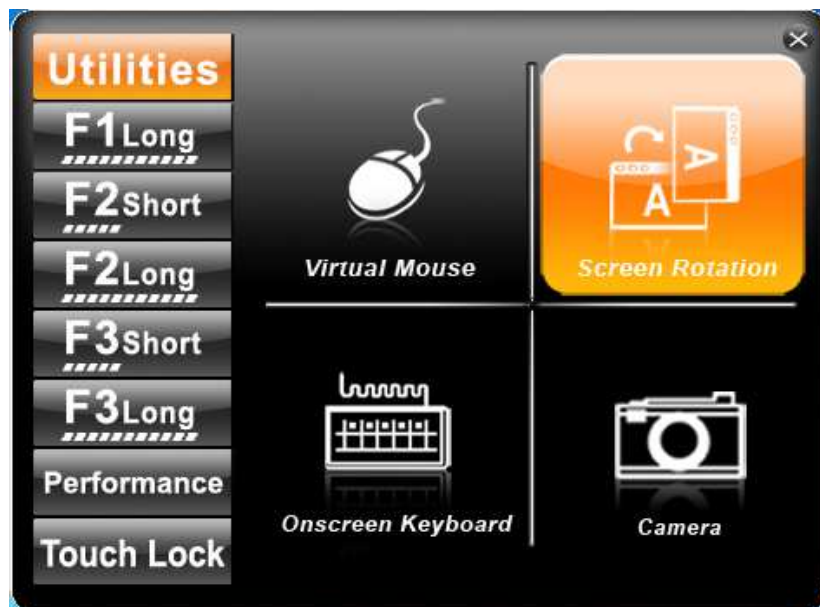 Utilities
F1Long
F2Short
F2Long
F3Short
F3Long
Performance
Touch Lock
Virtual Mouse
A
A
Screen Rotation
Onscreen Keyboard
Camera